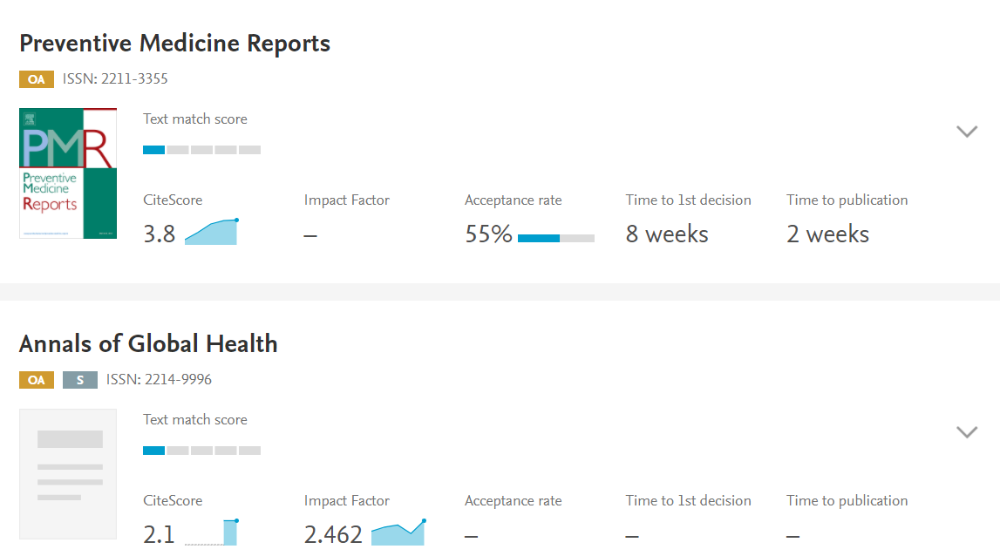 Preventive Medicine Reports
OA ISSN: 2211-3355
PMR
Preventive
Medicine
Reports
Text match score
CiteScore Impact Factor Acceptance rate Time to 1st decision Time to publication
3.8 – 55% 8 weeks 2 weeks
Annals of Global Health
OA S ISSN: 2214-9996
Text match score
CiteScore Impact Factor Acceptance rate Time to 1st decision Time to publication
2.1 2.462 – – –